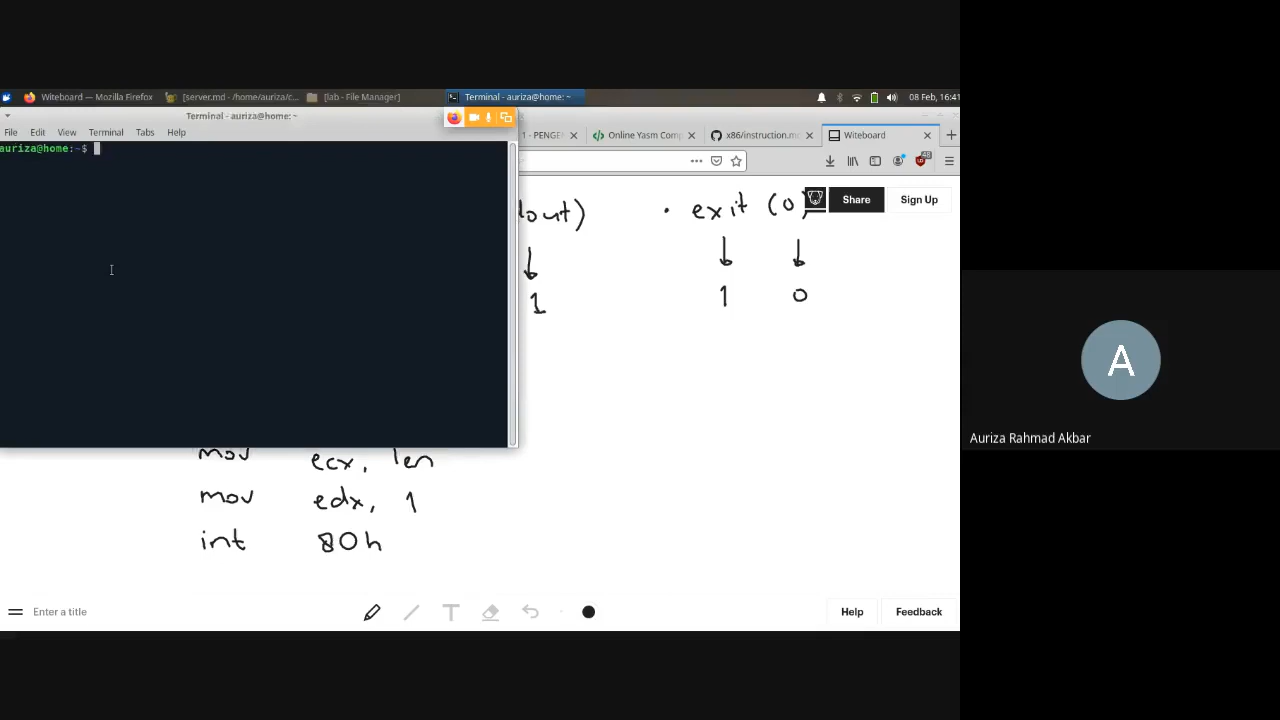 Witeboard — Mozilla Firefox
[server.md - /home/auriza/c...
[lab - File Manager]
Terminal - auriza@home: ~
08 Feb, 16:41
Terminal - auriza@home: ~
File Edit View Terminal Tabs Help
1 - PENGEN
Online Yasm Comp
x86/instruction.md
Witeboard
auriza@home:~$
Share
Sign Up
out)
• exit (0)
1
1 0
mov ecx, len
mov edx, 1
int 80h
Enter a title
Help
Feedback
A
Auriza Rahmad Akbar